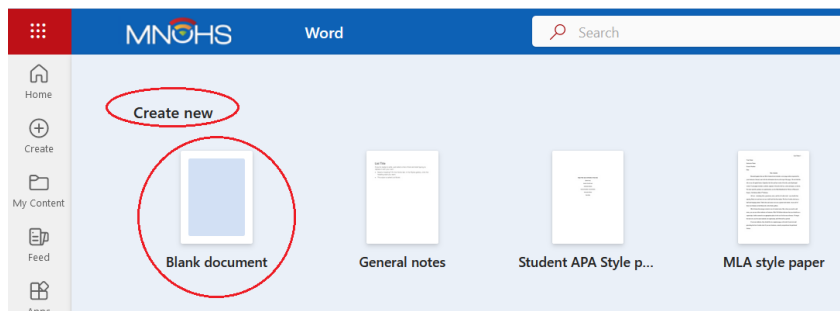 MNOHS
Word
Search
Home
Create
My Content
Feed
Apps
Create new
Blank document
General notes
Student APA Style p...
MLA style paper